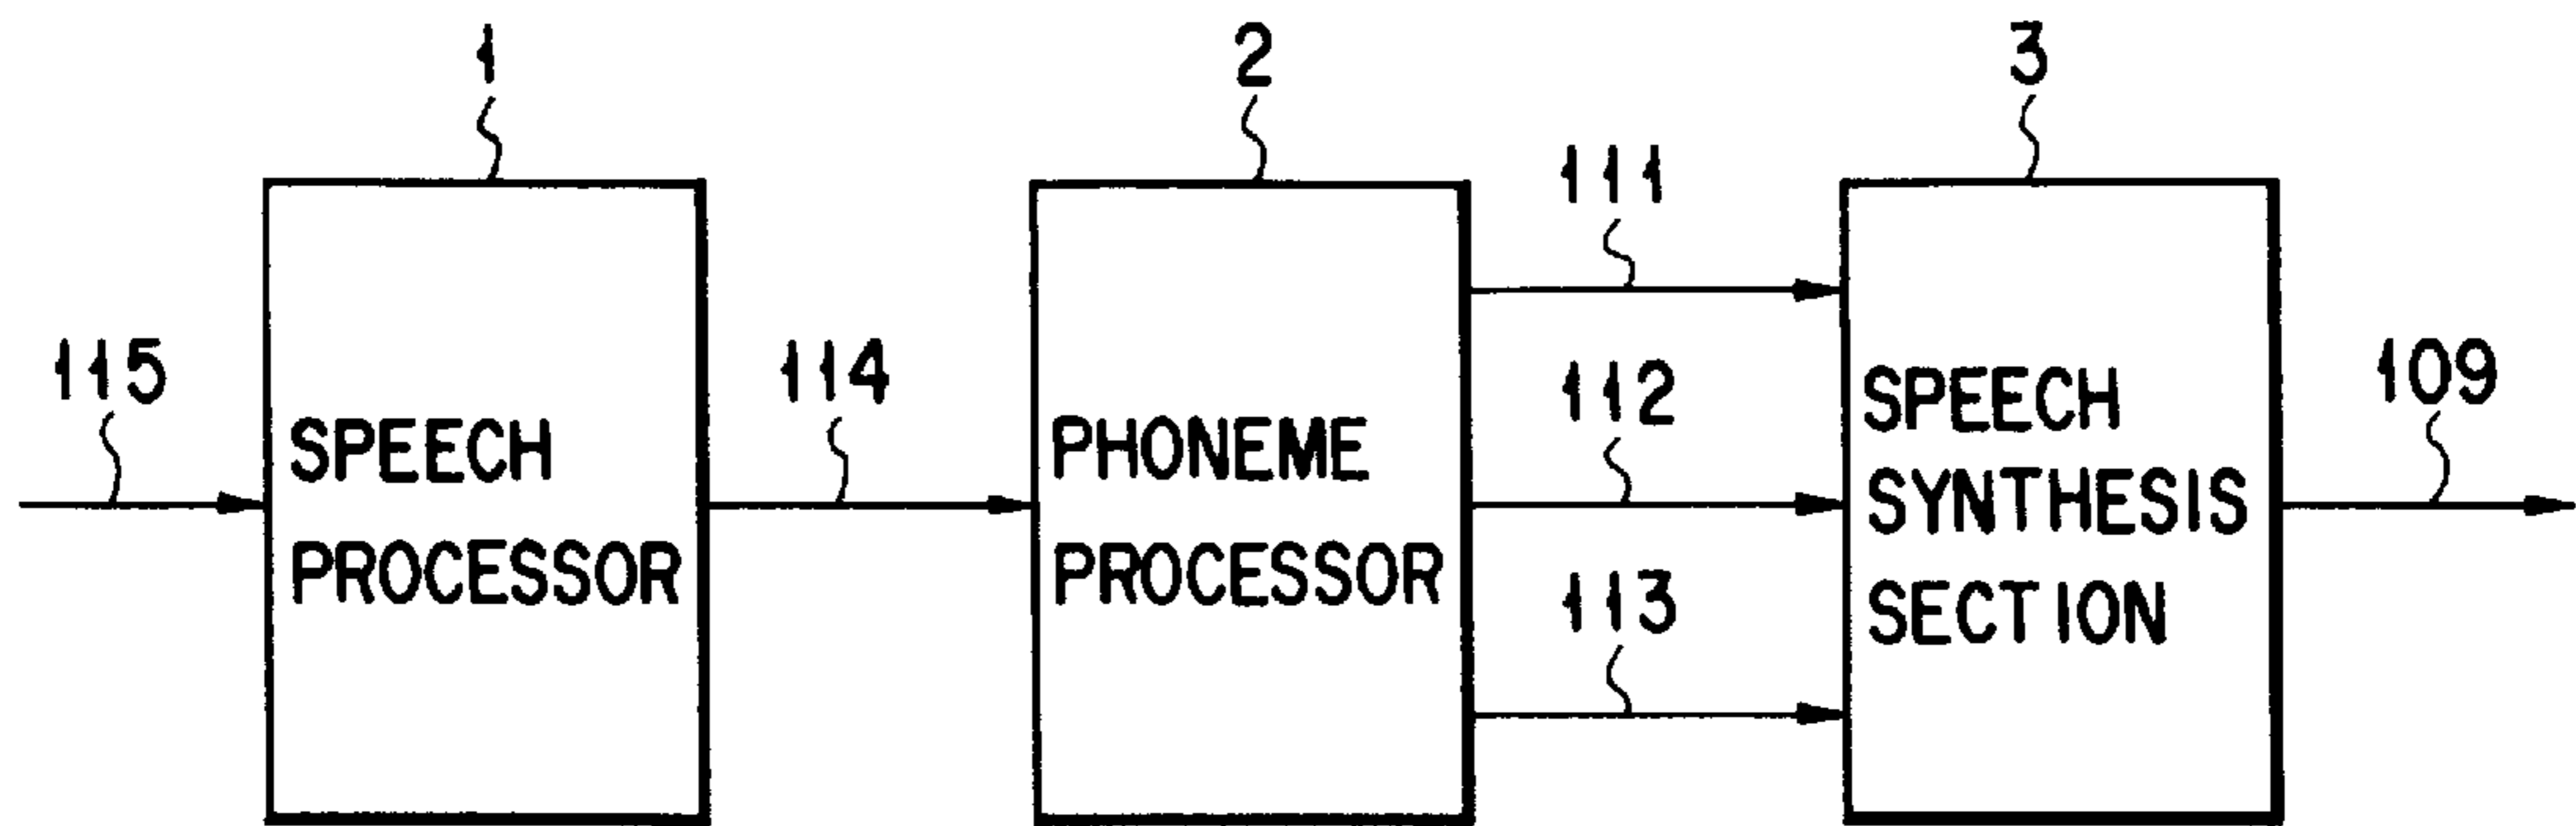 1
2
3
111
115
114
112
109
113
SPEECH
PROCESSOR
PHONEME
PROCESSOR
SPEECH
SYNTHESIS
SECTION